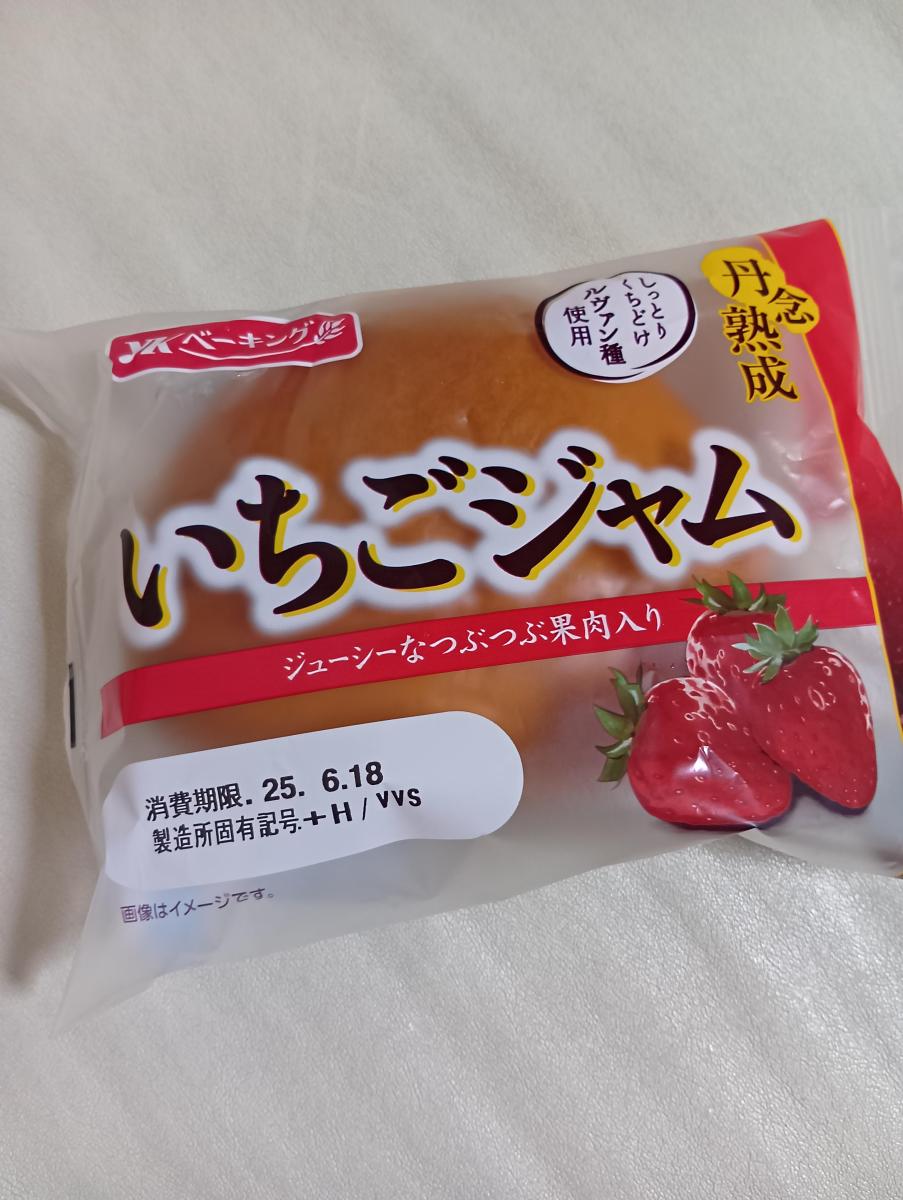 YK ベーキング
しっとり
くちどけ
ルヴァン種
使用
丹念
熟成
いちごジャム
ジューシーなつぶつぶ果肉入り
消費期限. 25. 6.18
製造所固有記号.+H/VVS
画像はイメージです。